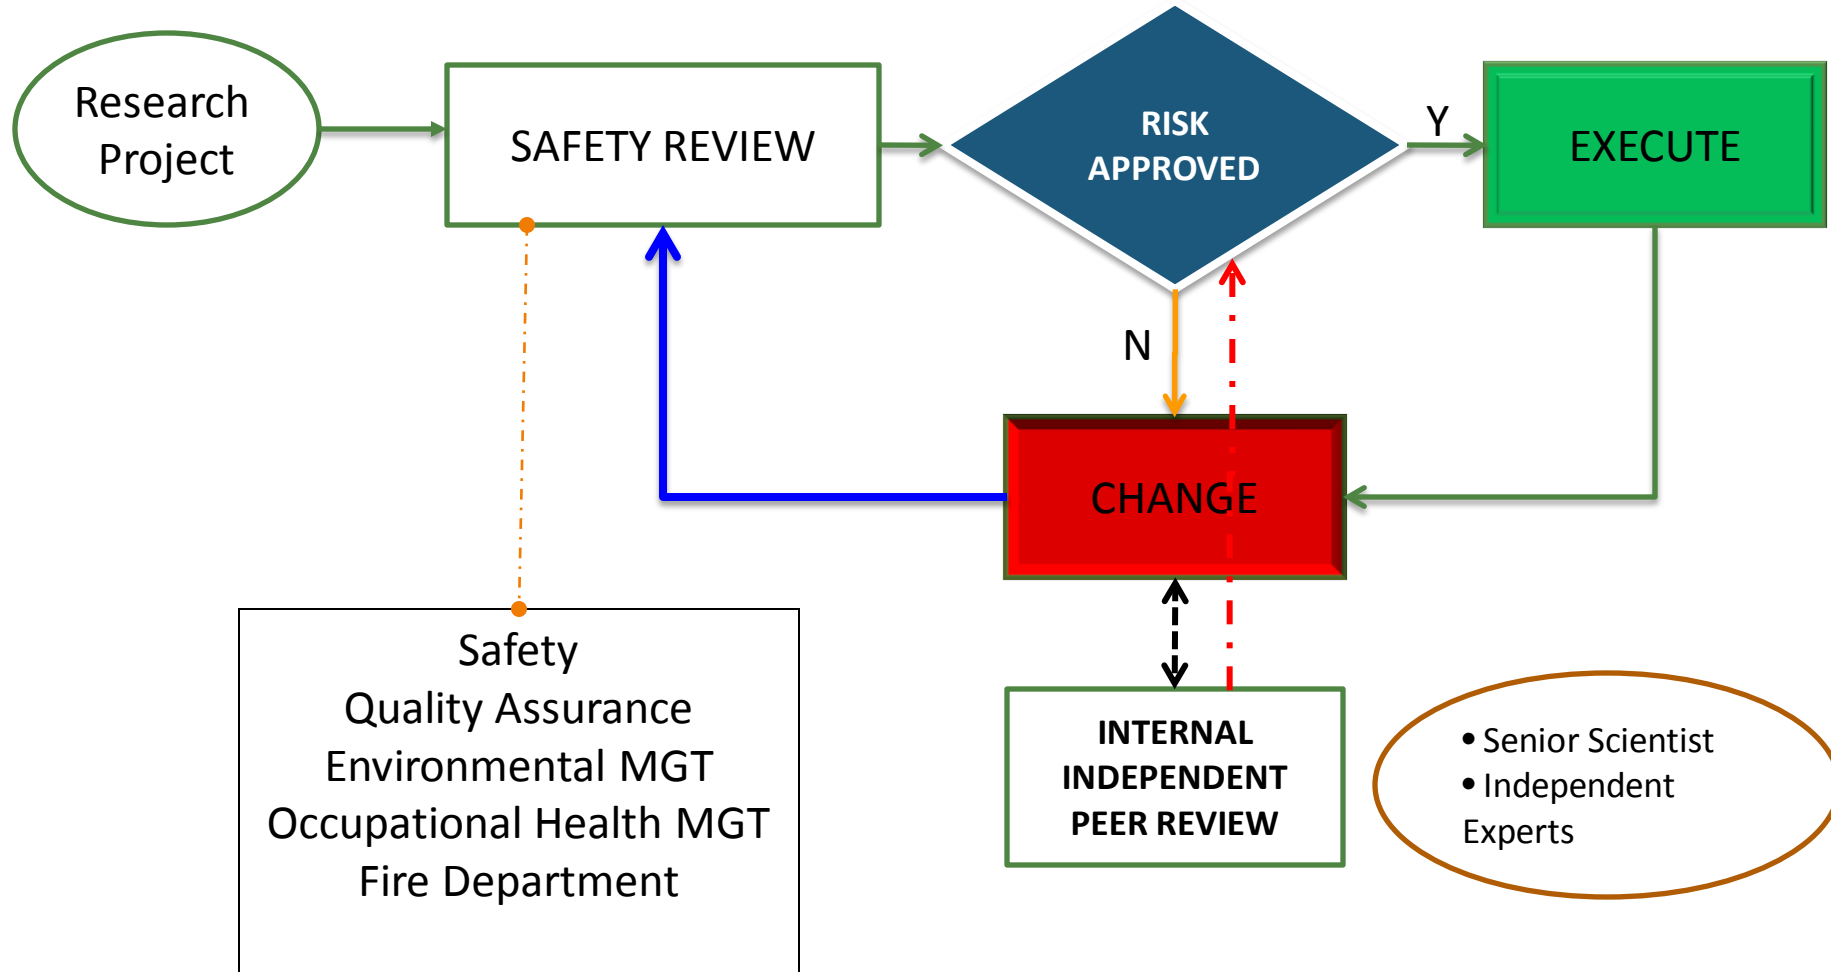 Research
Project
SAFETY REVIEW
RISK
APPROVED
Y
EXECUTE
N
CHANGE
Safety
Quality Assurance
Environmental MGT
Occupational Health MGT
Fire Department
INTERNAL
INDEPENDENT
PEER REVIEW
• Senior Scientist
• Independent
Experts